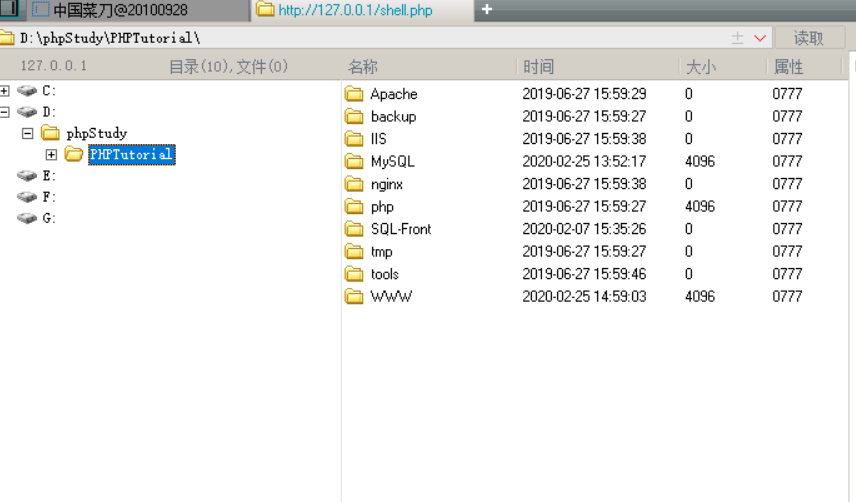 中国菜刀@20100928 http://127.0.0.1/shell.php +
D:\phpStudy\PHPTutorial\ 读取
127.0.0.1 目录(10),文件(0) 名称 时间 大小 属性
C: Apache 2019-06-27 15:59:29 0 0777
D: backup 2019-06-27 15:59:27 0 0777
phpStudy IIS 2019-06-27 15:59:38 0 0777
PHPTutorial MySQL 2020-02-25 13:52:17 4096 0777
E: nginx 2019-06-27 15:59:38 0 0777
F: php 2019-06-27 15:59:27 4096 0777
G: SQL-Front 2020-02-07 15:35:26 0 0777
tmp 2019-06-27 15:59:27 0 0777
tools 2019-06-27 15:59:46 0 0777
WWW 2020-02-25 14:59:03 4096 0777